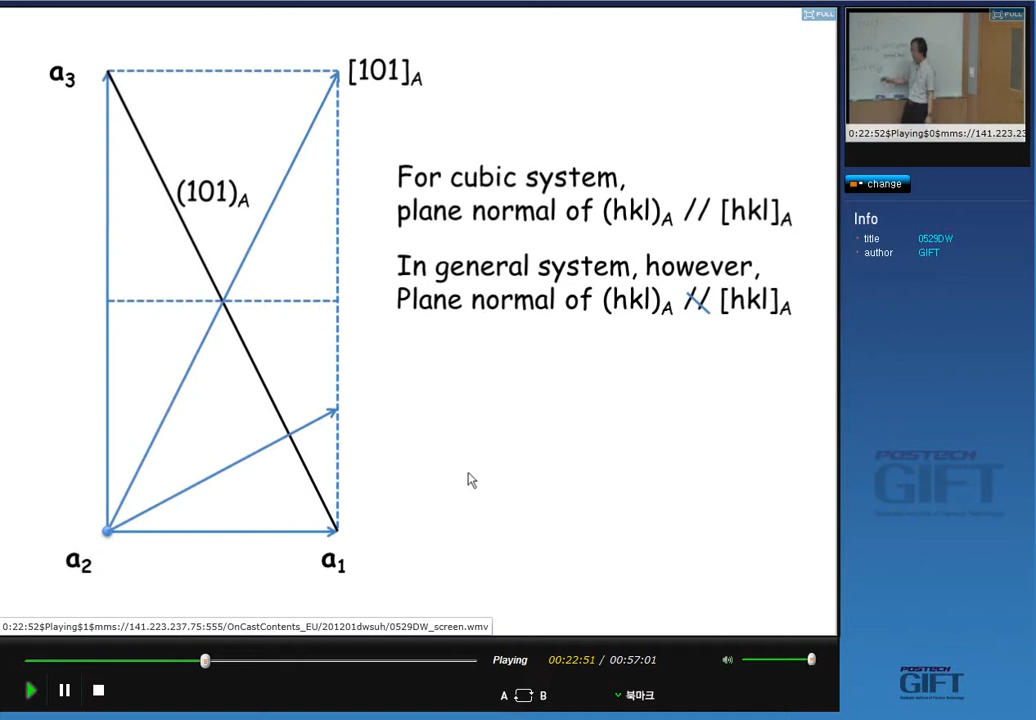 FULL
FULL
a3
[101]A
(101)A
For cubic system,
plane normal of (hkl)A // [hkl]A
In general system, however,
Plane normal of (hkl)A // [hkl]A
a2
a1
0:22:52$Playing$0$mms://141.223.23
change
Info
title 0529DW
author GIFT
POSTECH
GIFT
0:22:52$Playing$1$mms://141.223.237.75:555/OnCastContents_EU/201201dwsuh/0529DW_screen.wmv
Playing 00:22:51 / 00:57:01
A B 북마크
POSTECH
GIFT